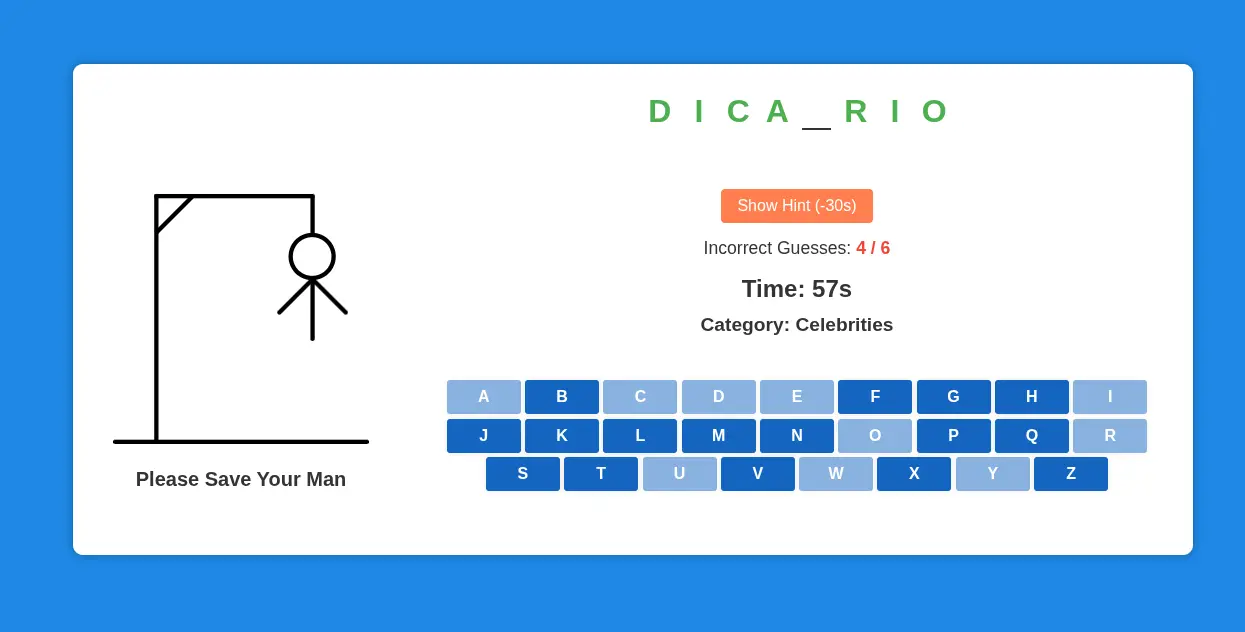 D I C A _ R I O
Show Hint (-30s)
Incorrect Guesses: 4 / 6
Time: 57s
Category: Celebrities
A B C D E F G H I
J K L M N O P Q R
S T U V W X Y Z
Please Save Your Man